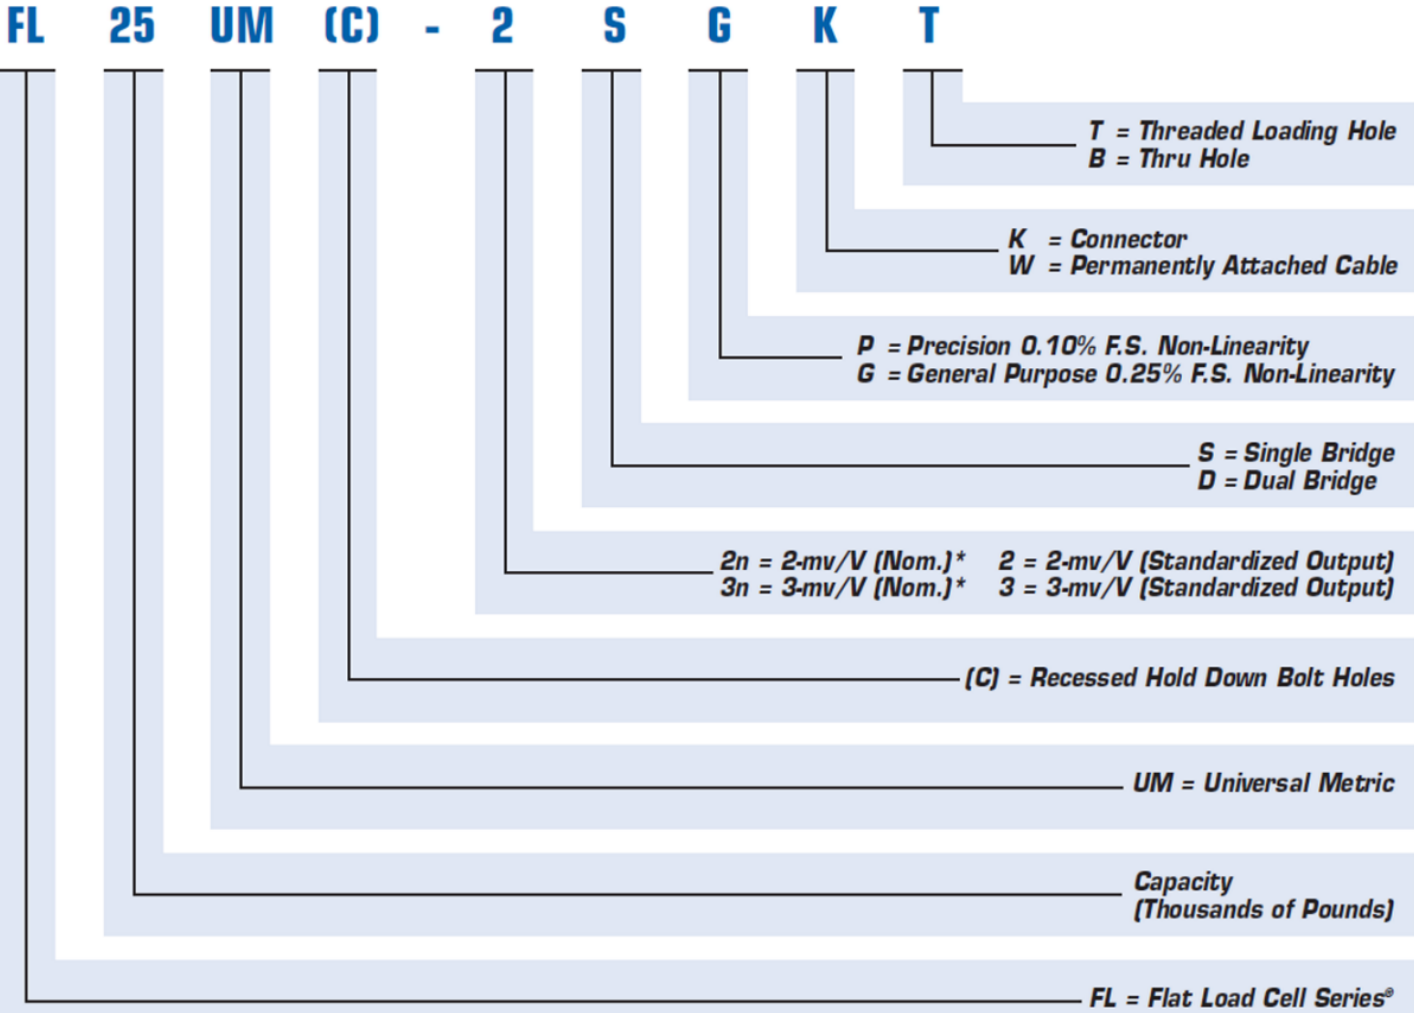 FL 25 UM (C) - 2 S G K T
T = Threaded Loading Hole
B = Thru Hole
K = Connector
W = Permanently Attached Cable
P = Precision 0.10% F.S. Non-Linearity
G = General Purpose 0.25% F.S. Non-Linearity
S = Single Bridge
D = Dual Bridge
2n = 2-mv/V (Nom.)* 2 = 2-mv/V (Standardized Output)
3n = 3-mv/V (Nom.)* 3 = 3-mv/V (Standardized Output)
(C) = Recessed Hold Down Bolt Holes
UM = Universal Metric
Capacity
(Thousands of Pounds)
FL = Flat Load Cell Series®